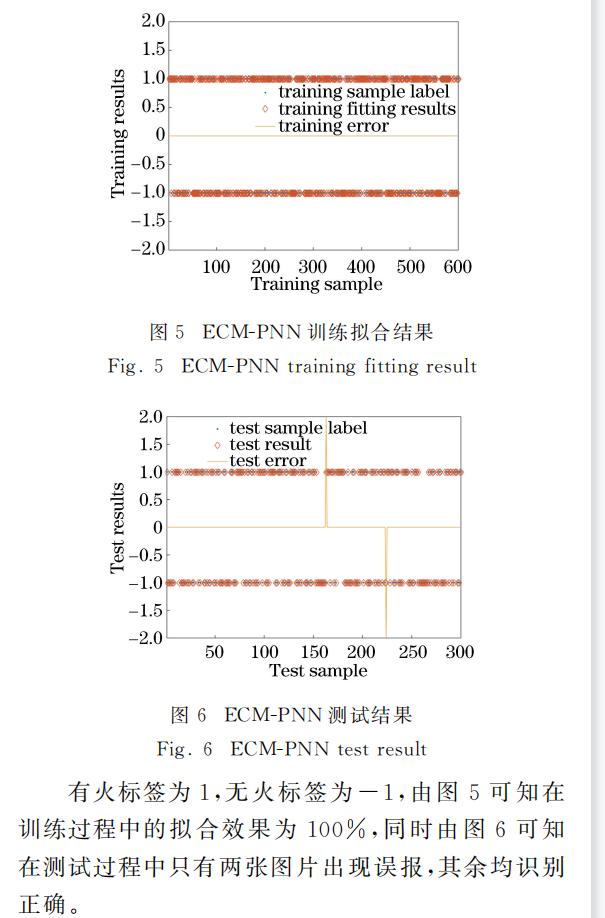 2.0
1.5
1.0
training sample label
0.5
training fitting results
0
training error
−0.5
−1.0
−1.5
−2.0
Training results
100 200 300 400 500 600
Training sample
图 5 ECM-PNN 训练拟合结果
Fig. 5 ECM-PNN training fitting result
2.0
test sample label
1.5
test result
test error
1.0
0.5
0
−0.5
−1.0
−1.5
−2.0
Test results
50 100 150 200 250 300
Test sample
图 6 ECM-PNN 测试结果
Fig. 6 ECM-PNN test result
有火标签为 1,无火标签为−1,由图 5 可知在
训练过程中的拟合效果为 100%,同时由图 6 可知
在测试过程中只有两张图片出现误报,其余均识别
正确。